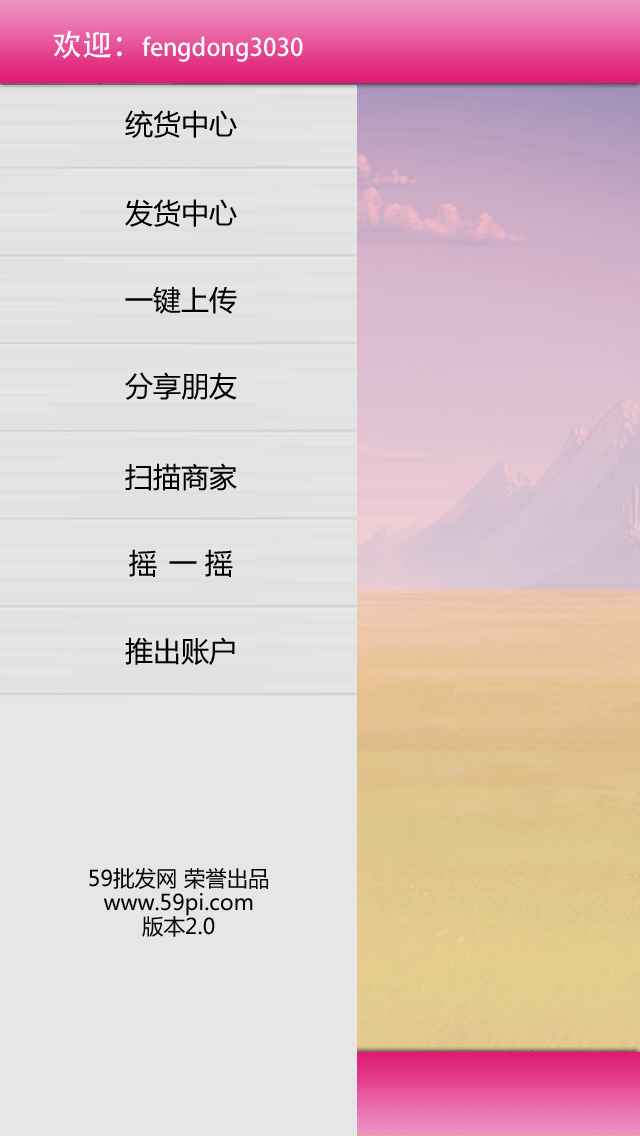 欢迎：fengdong3030
统货中心
发货中心
一键上传
分享朋友
扫描商家
摇 一 摇
推出账户
59批发网 荣誉出品
www.59pi.com
版本2.0